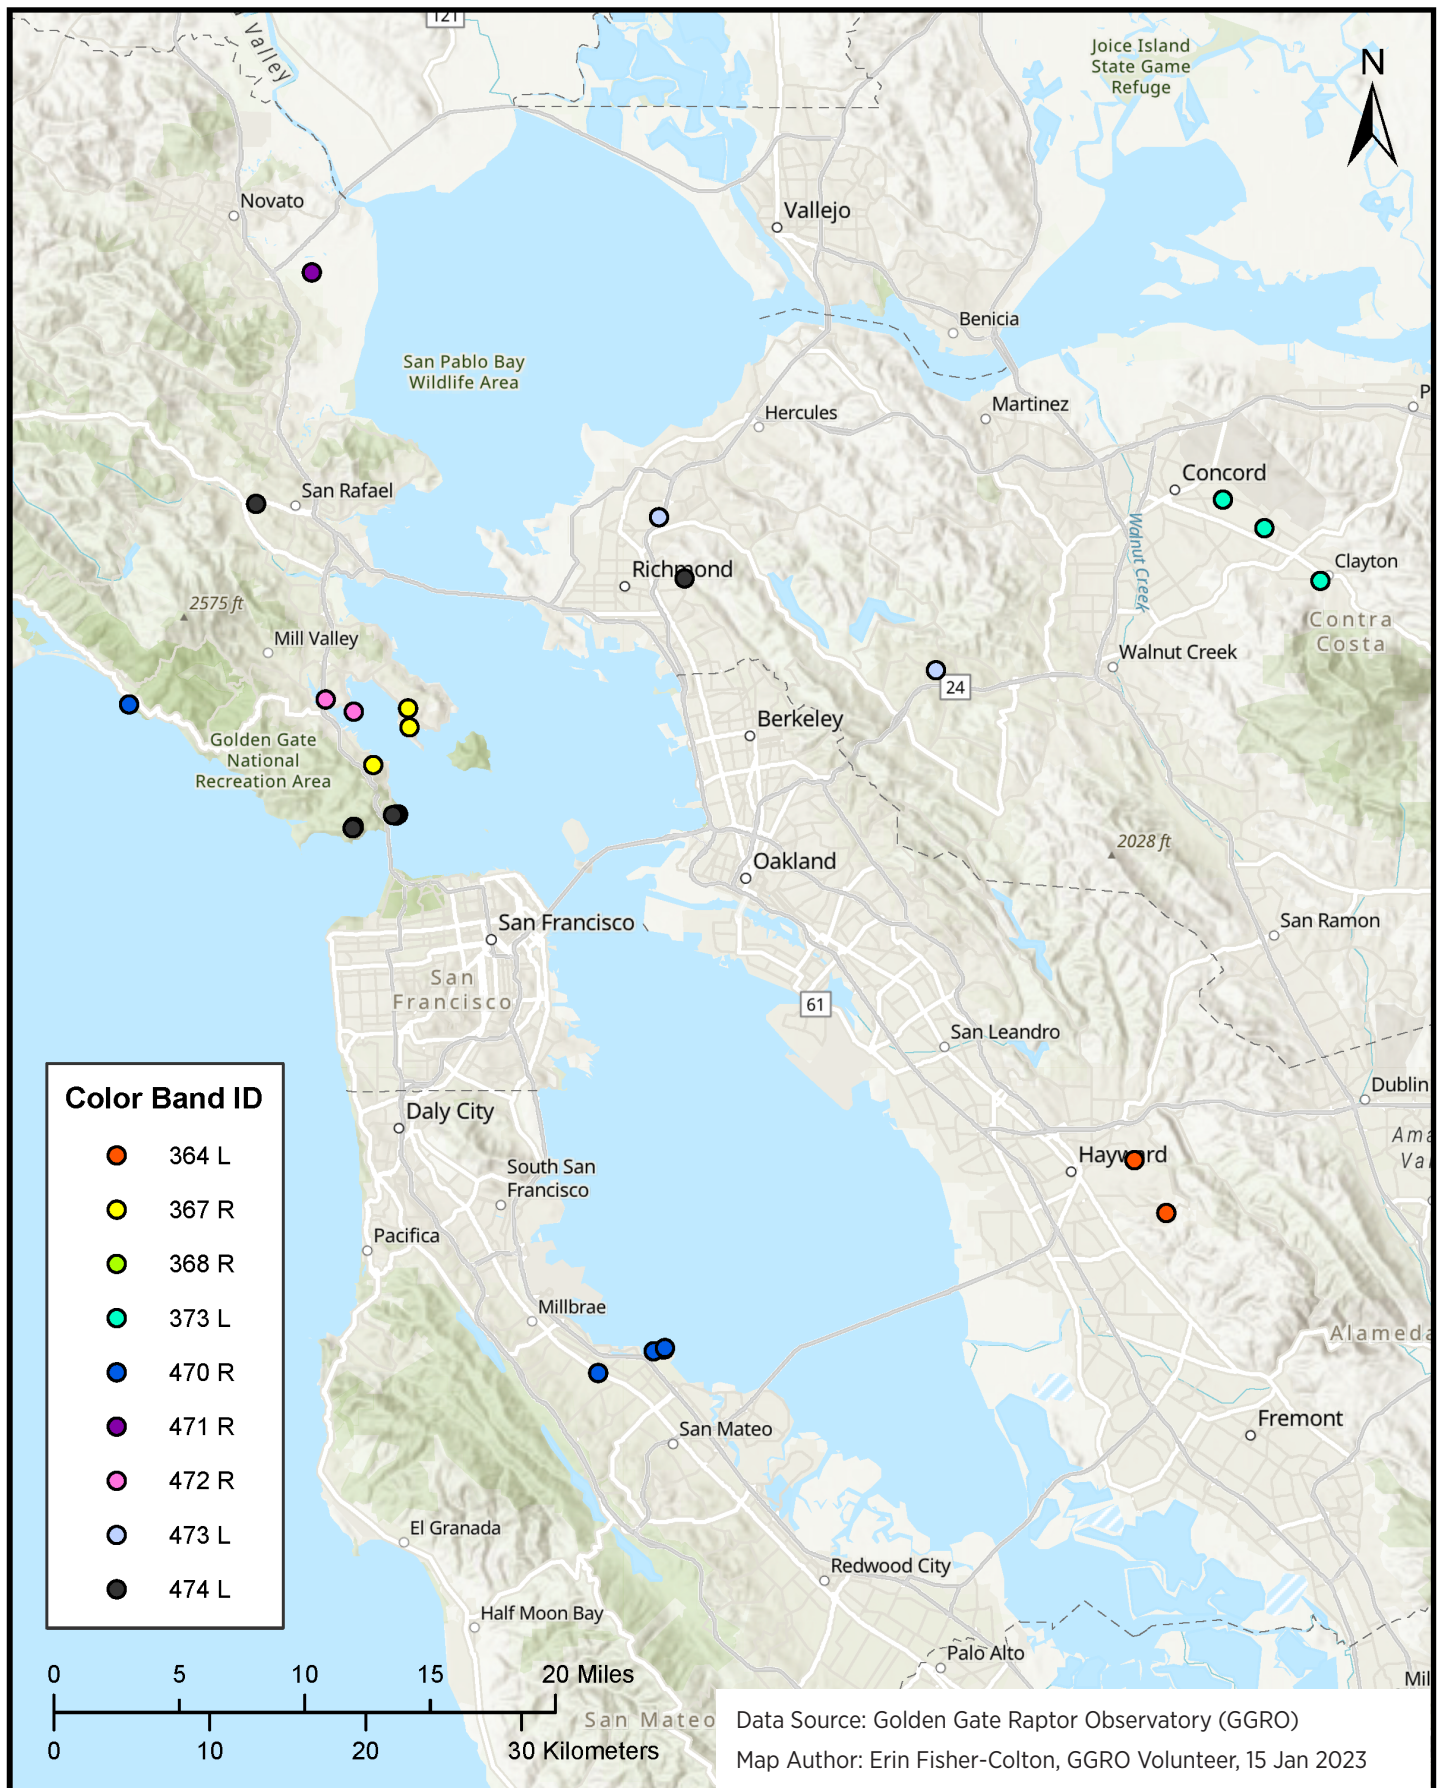 121
Valley
Joice Island
State Game
Refuge
N
Novato
Vallejo
Benicia
San Pablo Bay
Wildlife Area
Martinez
Hercules
P
Concord
San Rafael
Walnut Creek
Clayton
Richmond
2575 ft
Contra
Costa
Mill Valley
Walnut Creek
24
Berkeley
Golden Gate
National
Recreation Area
2028 ft
Oakland
San Francisco
San Ramon
San
Francisco
61
San Leandro
Dublin
Color Band ID
364 L
367 R
368 R
373 L
470 R
471 R
472 R
473 L
474 L
Daly City
Ama
Va
Hayward
South San
Francisco
Pacifica
Millbrae
Alameda
Fremont
San Mateo
El Granada
Redwood City
Half Moon Bay
Palo Alto
Mil
0 5 10 15 20 Miles
0 10 20 30 Kilometers
San Mateo
Data Source: Golden Gate Raptor Observatory (GGRO)
Map Author: Erin Fisher-Colton, GGRO Volunteer, 15 Jan 2023